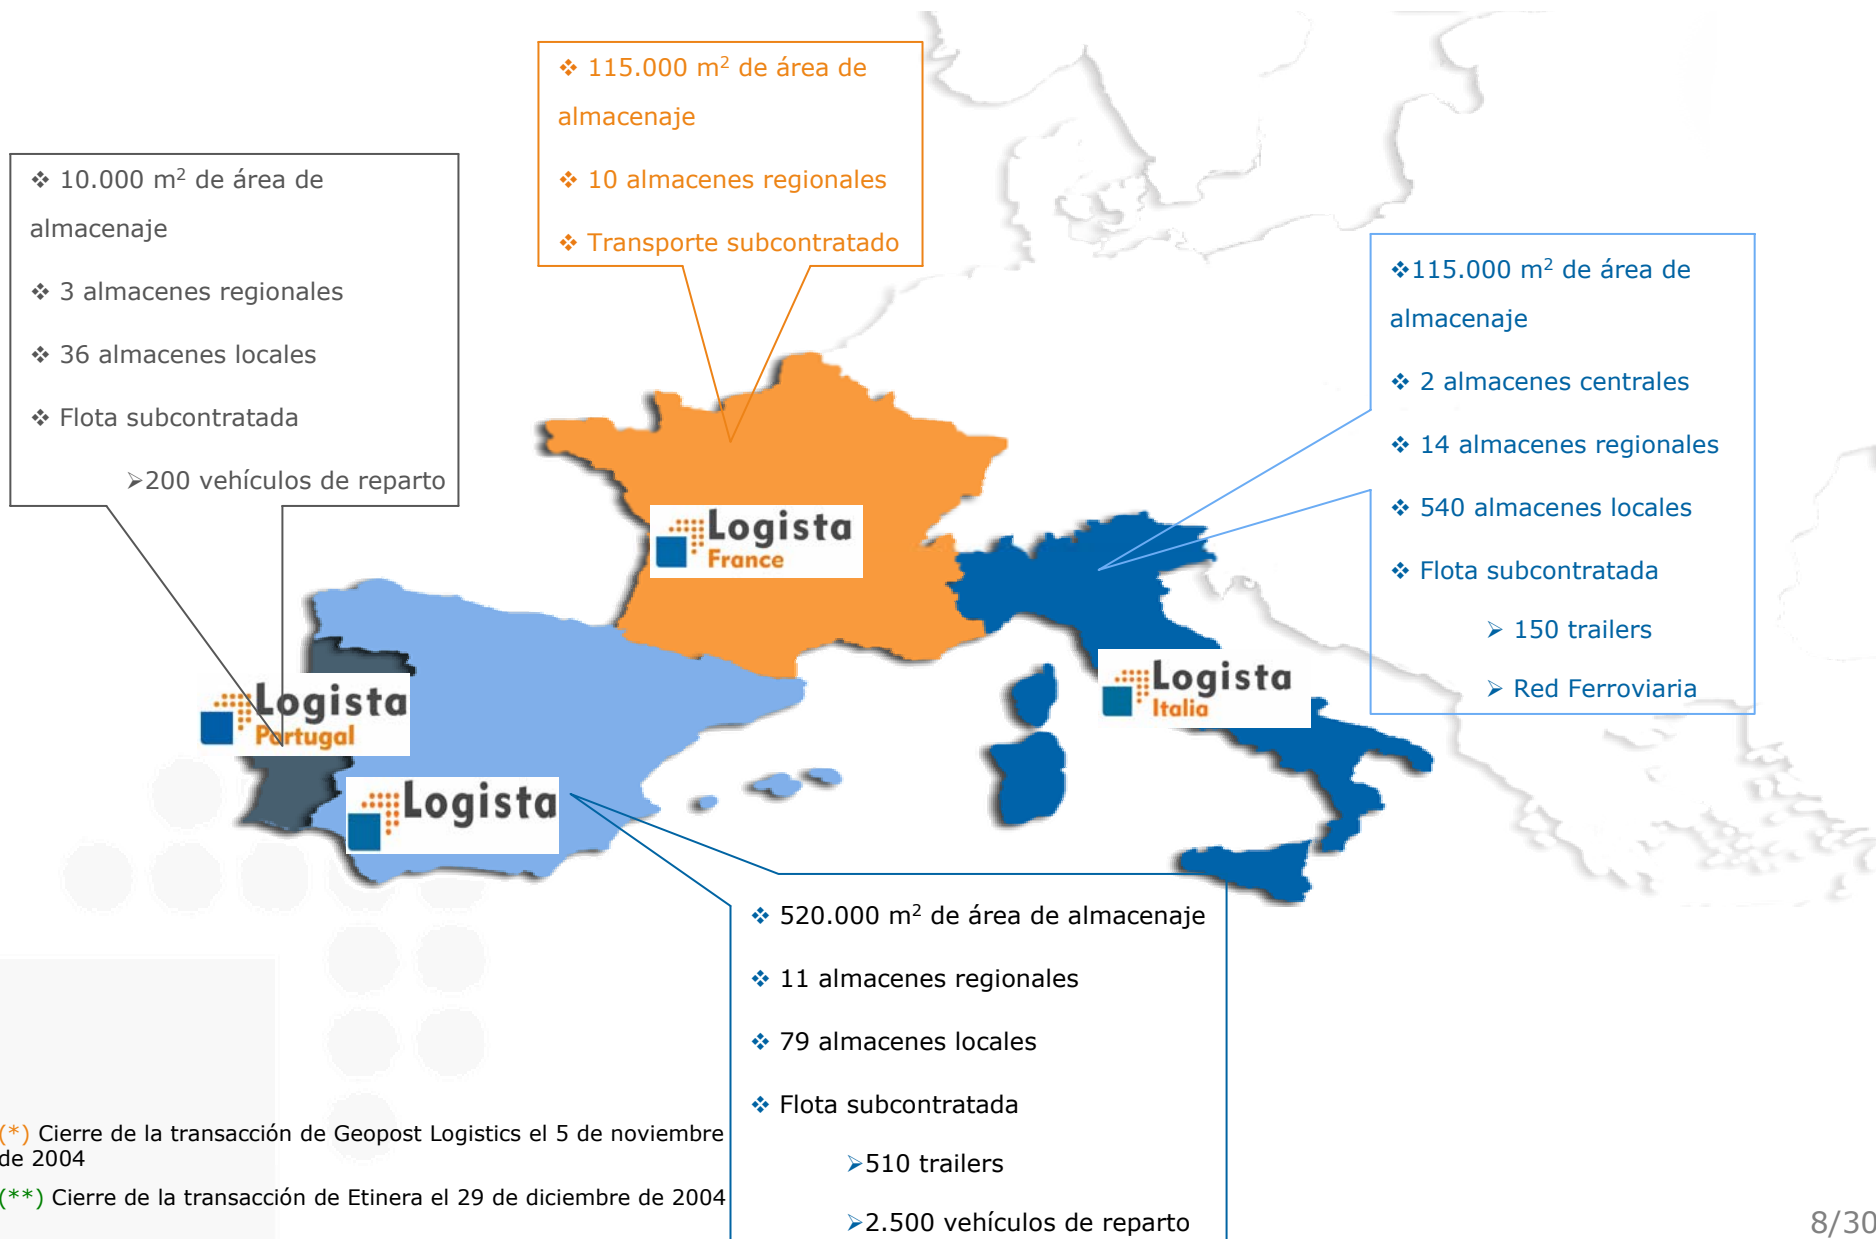 ❖ 115.000 m² de área de
almacenaje
❖ 10 almacenes regionales
❖ Transporte subcontratado
❖ 10.000 m² de área de
almacenaje
❖ 3 almacenes regionales
❖ 36 almacenes locales
❖ Flota subcontratada
➢200 vehículos de reparto
❖115.000 m² de área de
almacenaje
❖ 2 almacenes centrales
❖ 14 almacenes regionales
❖ 540 almacenes locales
❖ Flota subcontratada
➢ 150 trailers
➢ Red Ferroviaria
Logista
France
Logista
Italia
Logista
Portugal
Logista
❖ 520.000 m² de área de almacenaje
❖ 11 almacenes regionales
❖ 79 almacenes locales
❖ Flota subcontratada
➢510 trailers
➢2.500 vehículos de reparto
(*) Cierre de la transacción de Geopost Logistics el 5 de noviembre
de 2004
(**) Cierre de la transacción de Etinera el 29 de diciembre de 2004
8/30